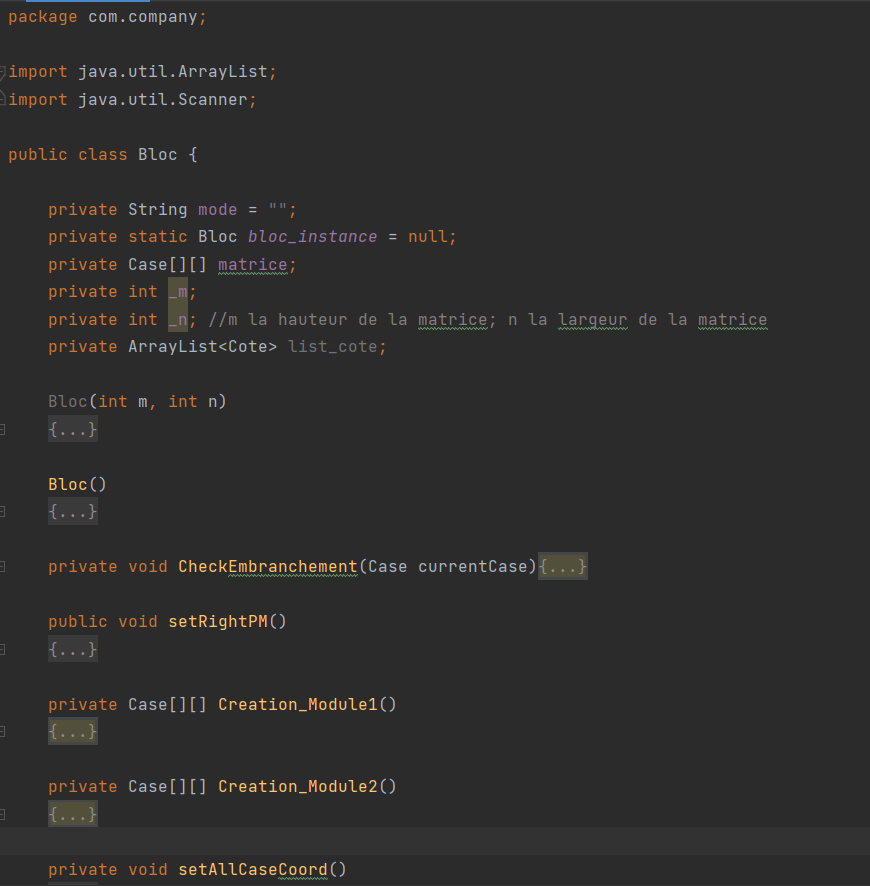 package com.company;
import java.util.ArrayList;
import java.util.Scanner;
public class Bloc {
private String mode = "";
private static Bloc bloc_instance = null;
private Case[][] matrice;
private int _m;
private int _n; //m la hauteur de la matrice; n la largeur de la matrice
private ArrayList<Cote> list_cote;
Bloc(int m, int n)
{...}
Bloc()
{...}
private void CheckEmbranchement(Case currentCase){...}
public void setRightPM()
{...}
private Case[][] Creation_Module1()
{...}
private Case[][] Creation_Module2()
{...}
private void setAllCaseCoord()